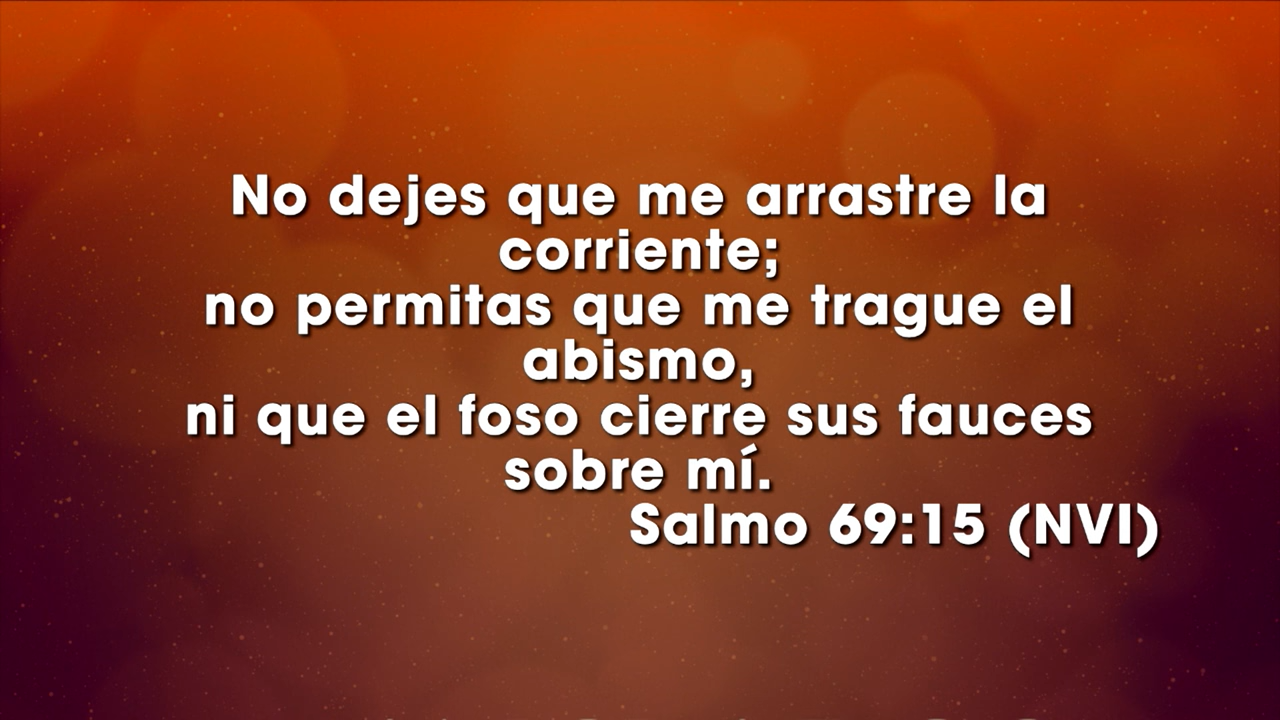 No dejes que me arrastre la
corriente;
no permitas que me trague el
abismo,
ni que el foso cierre sus fauces
sobre mí.
Salmo 69:15 (NVI)